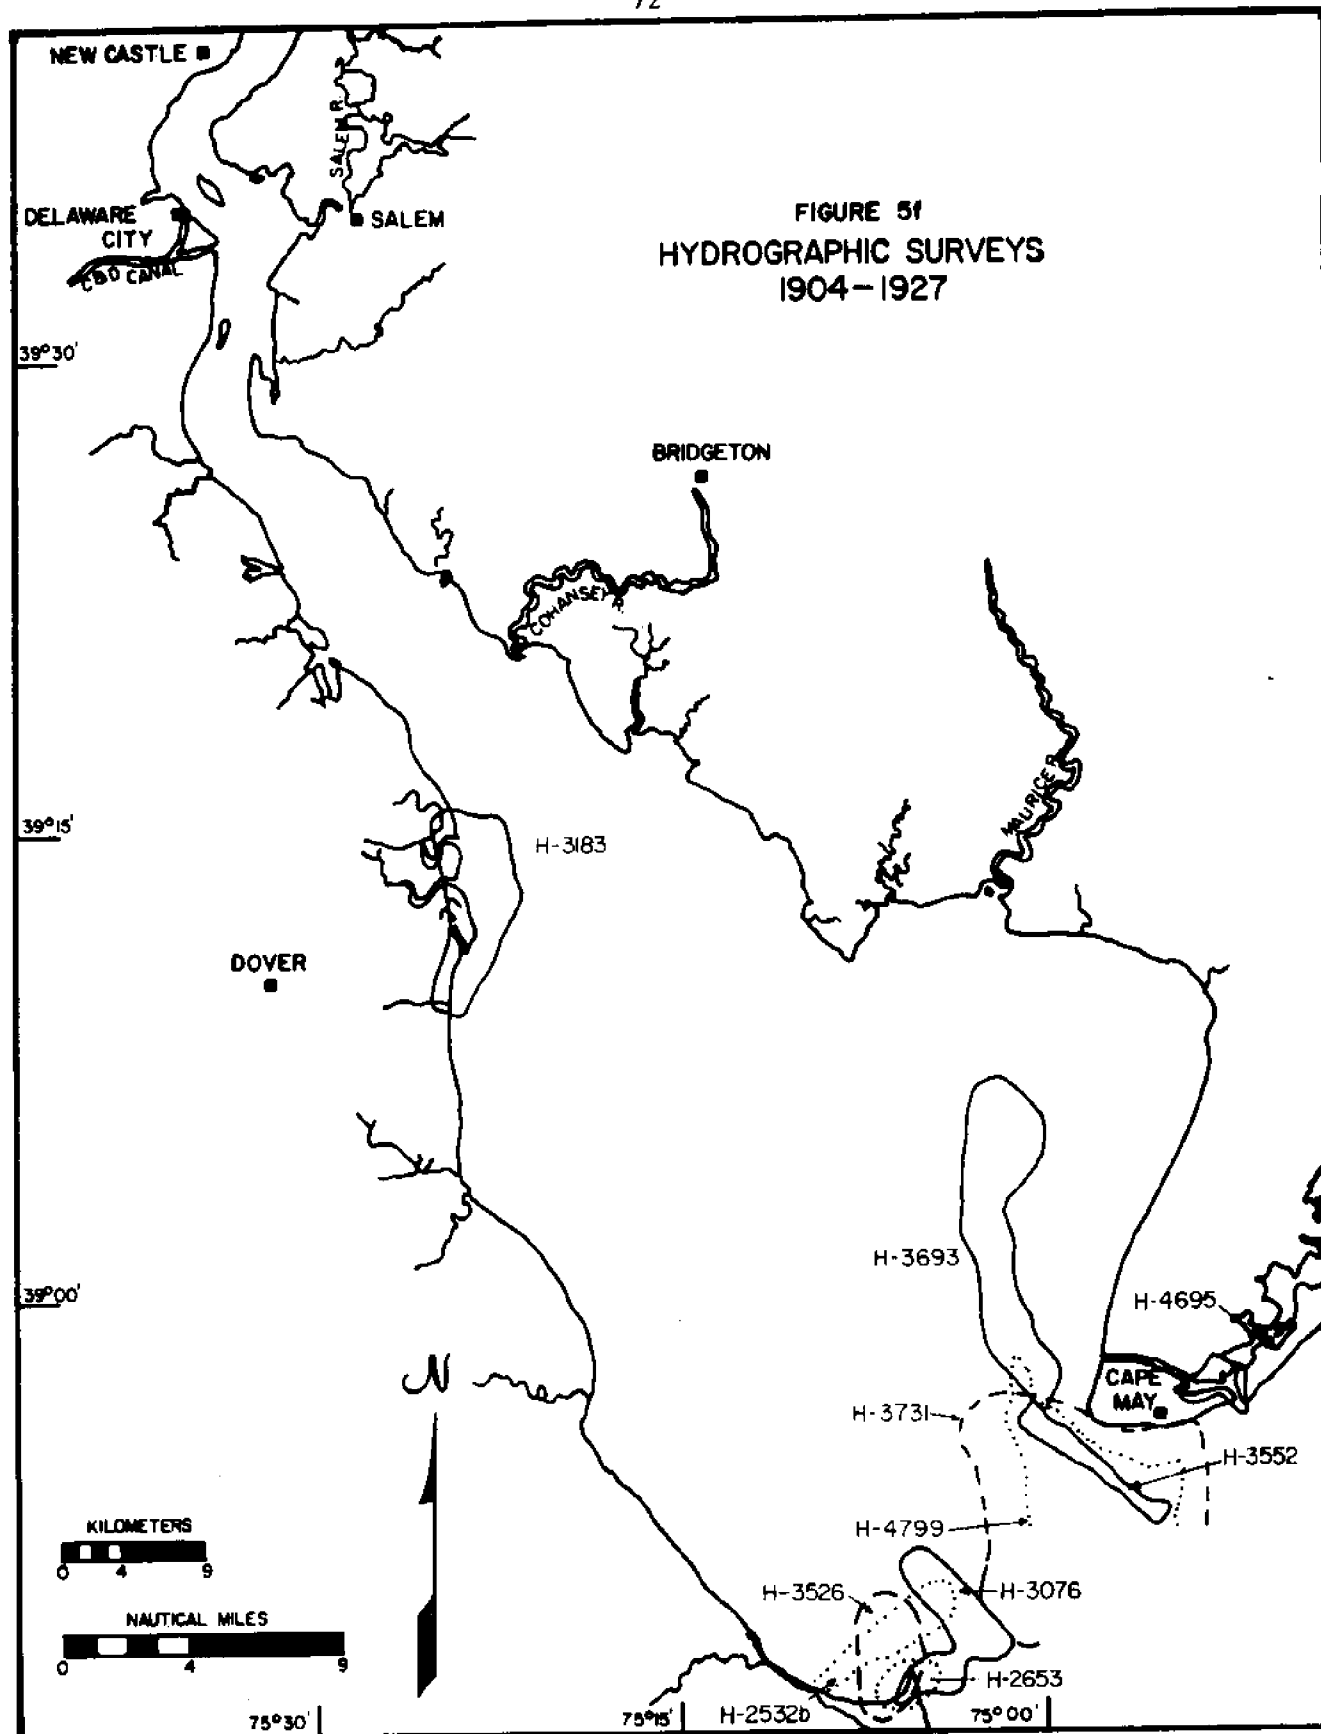 72
NEW CASTLE
SALEM R.
DELAWARE
CITY
SALEM
C&D CANAL
FIGURE 5f
HYDROGRAPHIC SURVEYS
1904-1927
39°30'
BRIDGETON
COHANSEY R.
MAURICE R.
39°15'
H-3183
DOVER
H-3693
39°00'
H-4695
N
CAPE
MAY
H-3731
H-3552
KILOMETERS
0 4 9
H-4799
H-3526
H-3076
NAUTICAL MILES
0 4 9
H-2653
H-2532b
75°30'
75°15'
75°00'